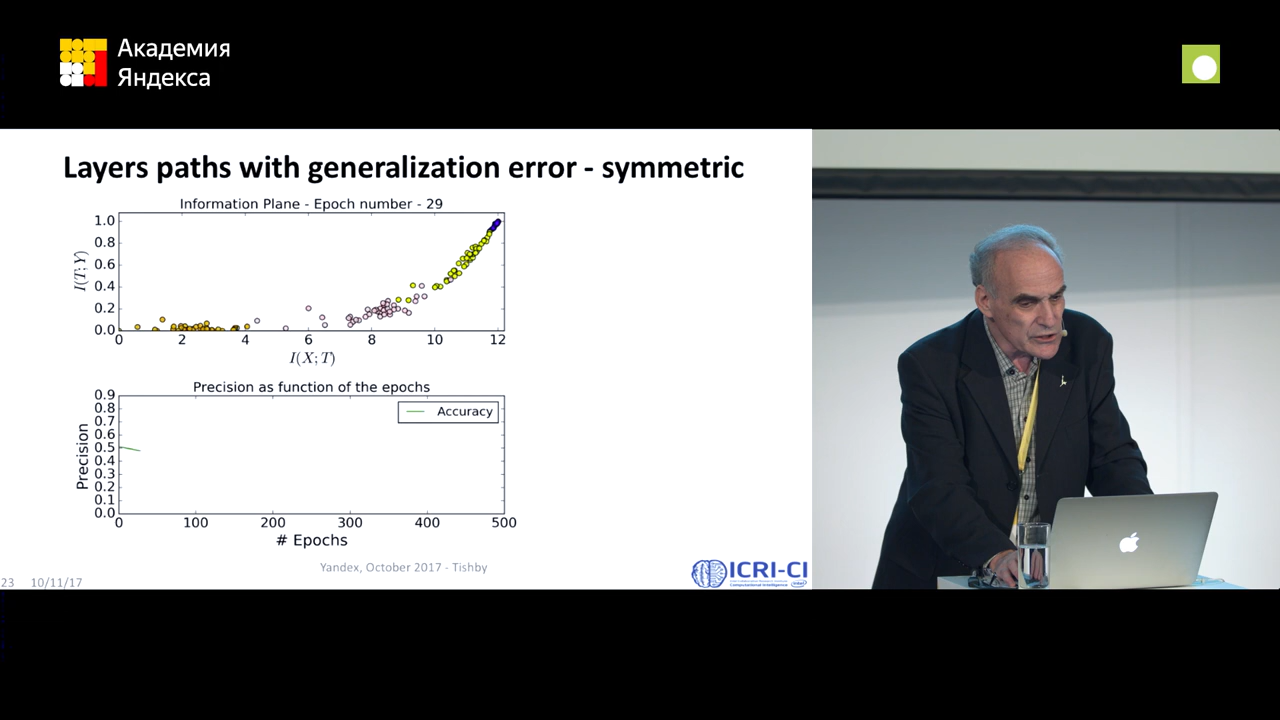 Академия
Яндекса
Layers paths with generalization error - symmetric
Information Plane - Epoch number - 29
1.0
0.8
0.6
0.4
0.2
0.0
I(T;Y)
0 2 4 6 8 10 12
I(X;T)
Precision as function of the epochs
0.9
0.8
0.7
0.6
0.5
0.4
0.3
0.2
0.1
0.0
Precision
Accuracy
0 100 200 300 400 500
# Epochs
Yandex, October 2017 - Tishby
23 10/11/17
ICRI-CI